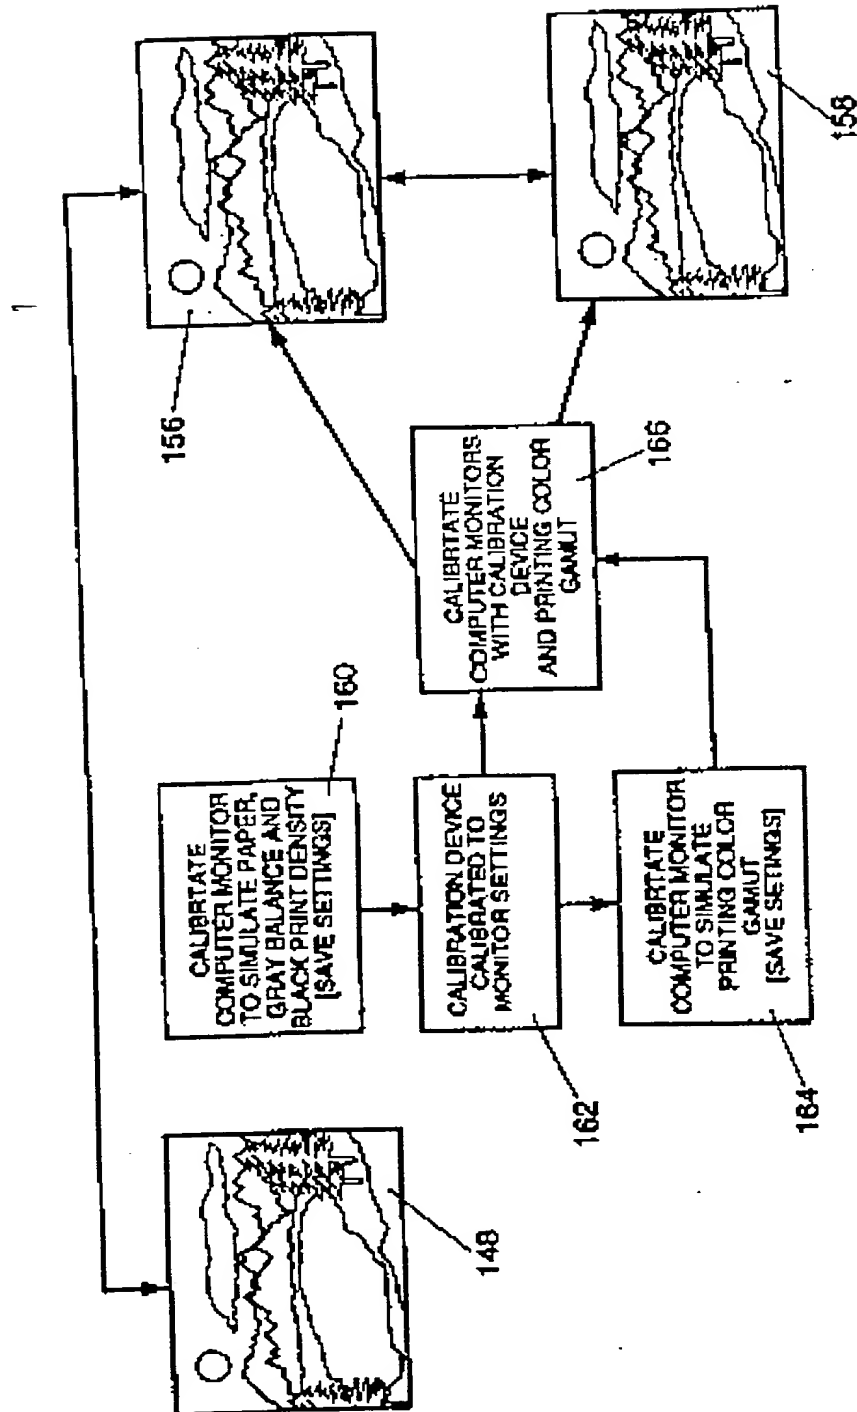 148
CALIBRTATE
COMPUTER MONITOR
TO SIMULATE PAPER,
GRAY BALANCE AND
BLACK PRINT DENSITY
[SAVE SETTINGS]
160
CALIBRATION DEVICE
CALIBRATED TO
MONITOR SETTINGS
162
CALIBRTATE
COMPUTER MONITOR
TO SIMULATE
PRINTING COLOR
GAMUT
[SAVE SETINGS]
164
CALIBRTATE
COMPUTER MONITORS
WITH CALIBRATION
DEVICE
AND PRINTING COLOR
GAMUT
166
156
158